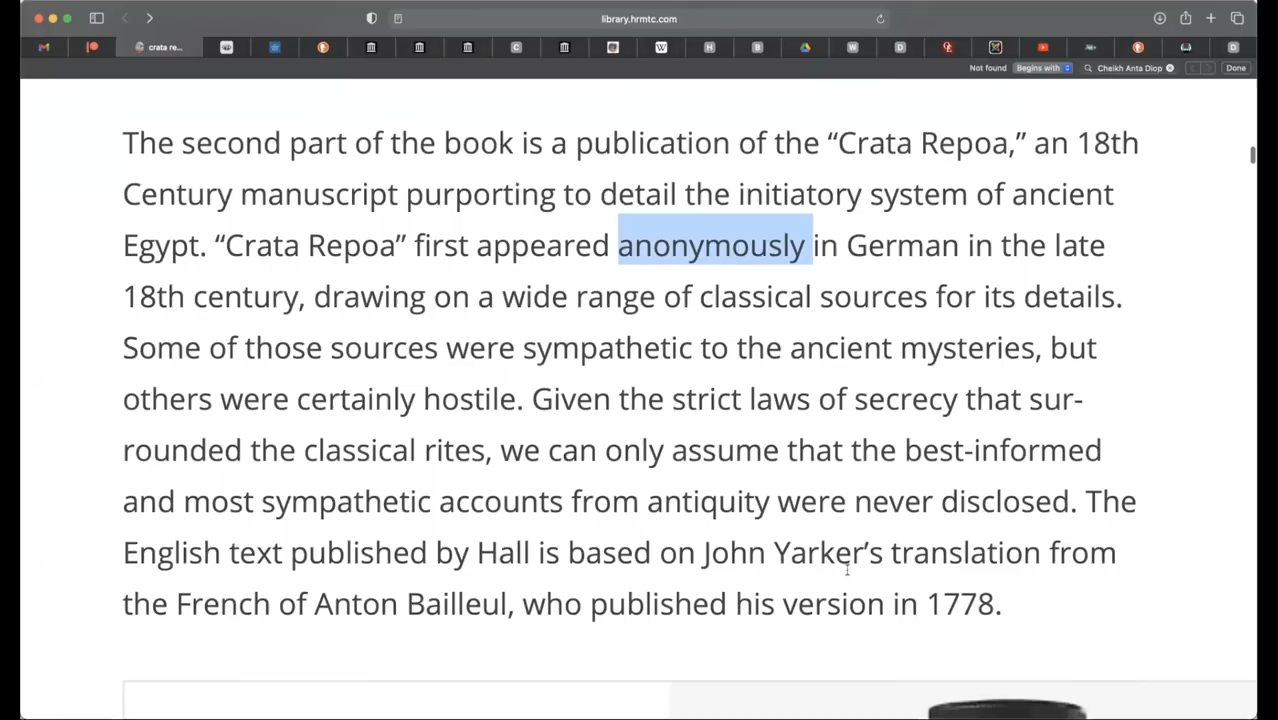 library.hrmtc.com
crata re...
W
C
H
B
W
D
D
Not found Begins with Cheikh Anta Diop Done
The second part of the book is a publication of the “Crata Repoa,” an 18th
Century manuscript purporting to detail the initiatory system of ancient
Egypt. “Crata Repoa” first appeared anonymously in German in the late
18th century, drawing on a wide range of classical sources for its details.
Some of those sources were sympathetic to the ancient mysteries, but
others were certainly hostile. Given the strict laws of secrecy that sur-
rounded the classical rites, we can only assume that the best-informed
and most sympathetic accounts from antiquity were never disclosed. The
English text published by Hall is based on John Yarker’s translation from
the French of Anton Bailleul, who published his version in 1778.